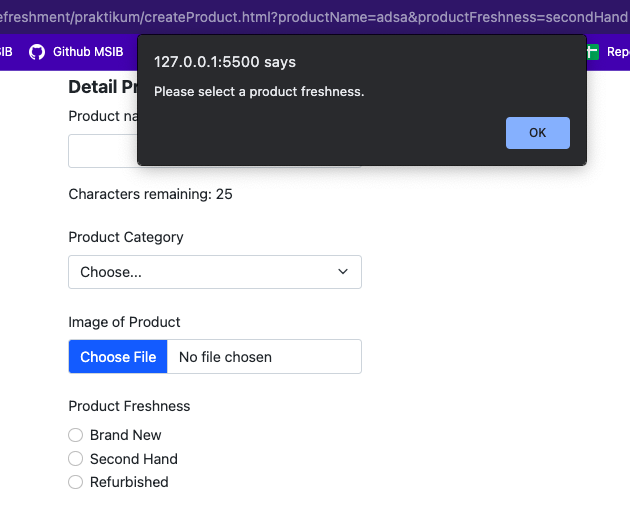 efreshment/praktikum/createProduct.html?productName=adsa&productFreshness=secondHand
SIB
Github MSIB
127.0.0.1:5500 says
Please select a product freshness.
OK
Detail Pr
Product na
Characters remaining: 25
Product Category
Choose...
Image of Product
Choose File No file chosen
Product Freshness
Brand New
Second Hand
Refurbished